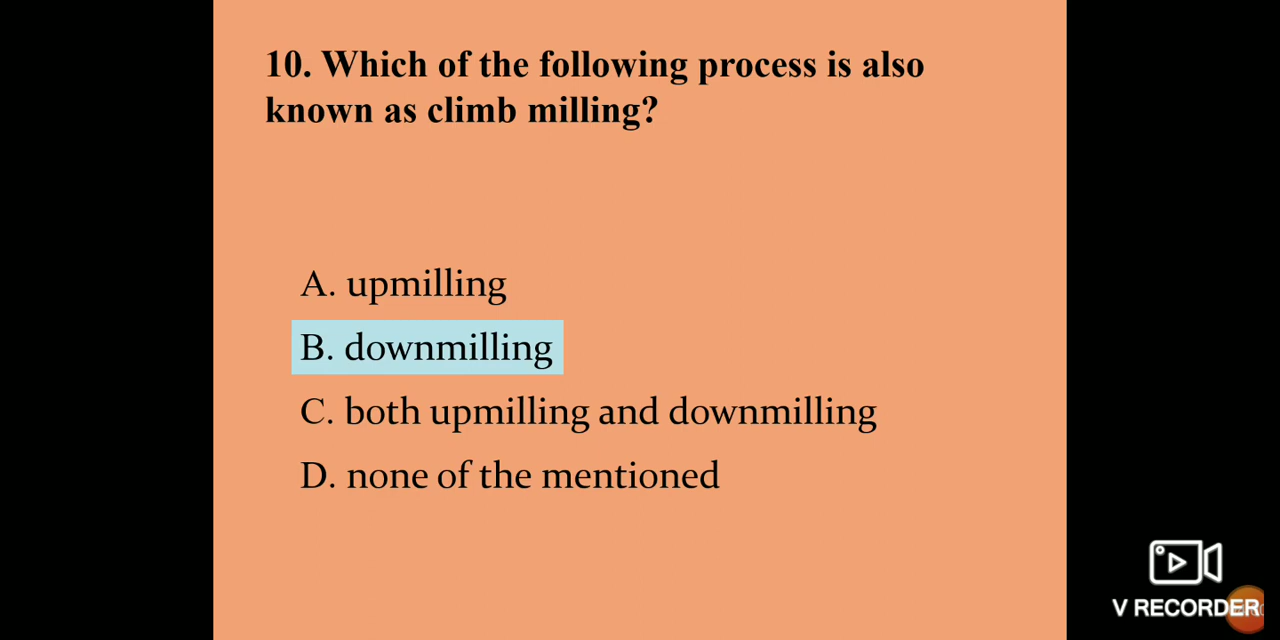 10. Which of the following process is also
known as climb milling?
A. upmilling
B. downmilling
C. both upmilling and downmilling
D. none of the mentioned
V RECORDER